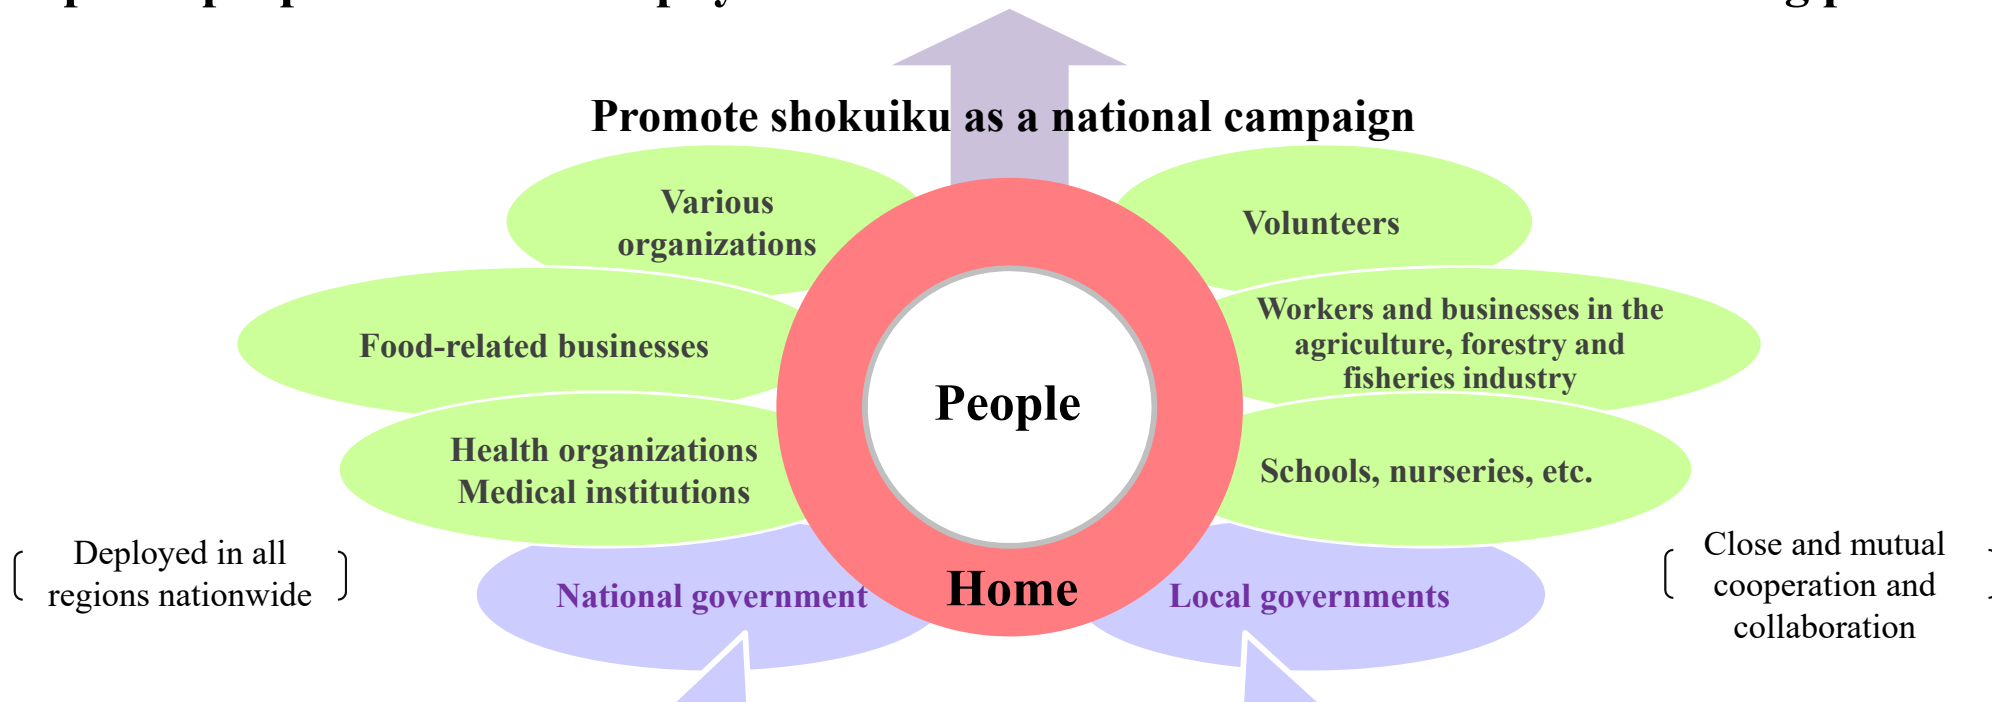 Promote shokuiku as a national campaign
Various
organizations
Volunteers
Food-related businesses
Workers and businesses in the
agriculture, forestry and
fisheries industry
People
Health organizations
Medical institutions
Schools, nurseries, etc.
Deployed in all
regions nationwide
National government
Home
Local governments
Close and mutual
cooperation and
collaboration